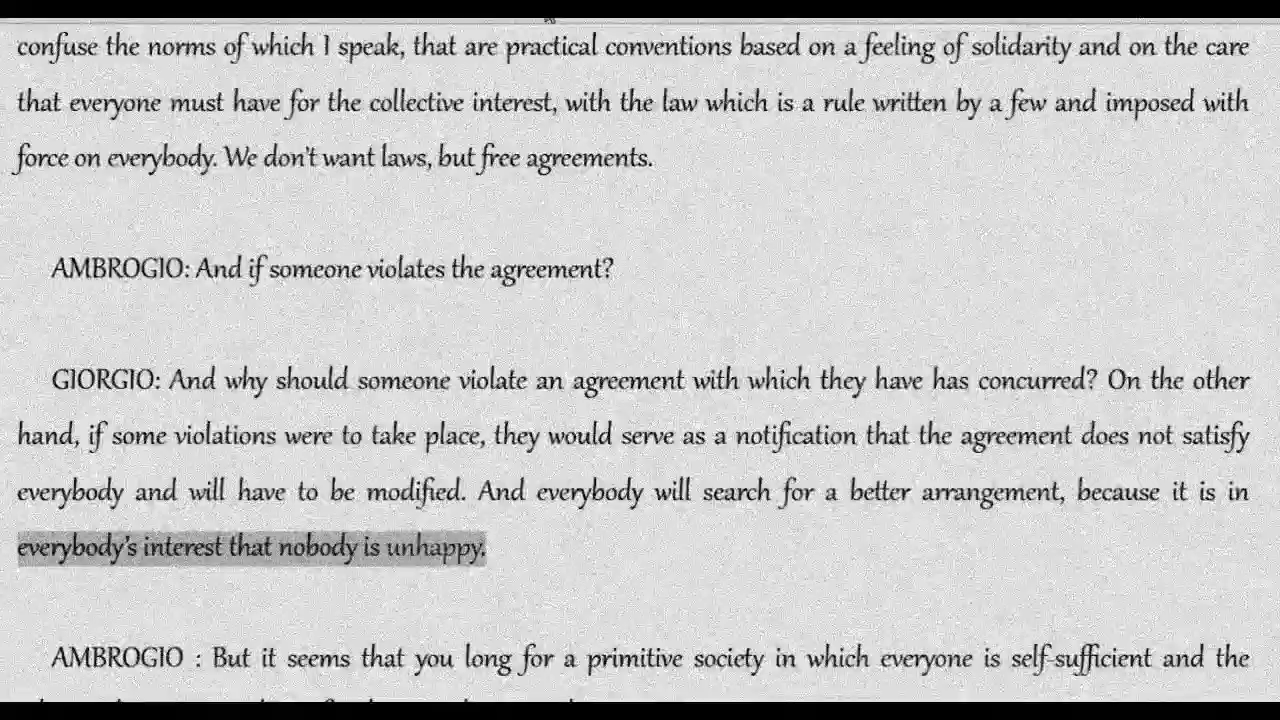 confuse the norms of which I speak, that are practical conventions based on a feeling of solidarity and on the care
that everyone must have for the collective interest, with the law which is a rule written by a few and imposed with
force on everybody. We don't want laws, but free agreements.
AMBROGIO: And if someone violates the agreement?
GIORGIO: And why should someone violate an agreement with which they have has concurred? On the other
hand, if some violations were to take place, they would serve as a notification that the agreement does not satisfy
everybody and will have to be modified. And everybody will search for a better arrangement, because it is in
everybody's interest that nobody is unhappy.
AMBROGIO : But it seems that you long for a primitive society in which everyone is self-sufficient and the